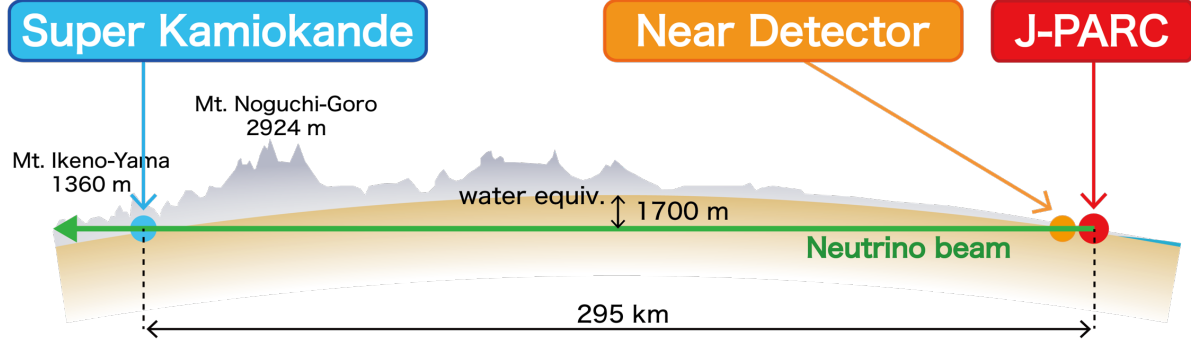 Super Kamiokande
Near Detector
J-PARC
Mt. Noguchi-Goro
2924 m
Mt. Ikeno-Yama
1360 m
water equiv.
1700 m
Neutrino beam
295 km